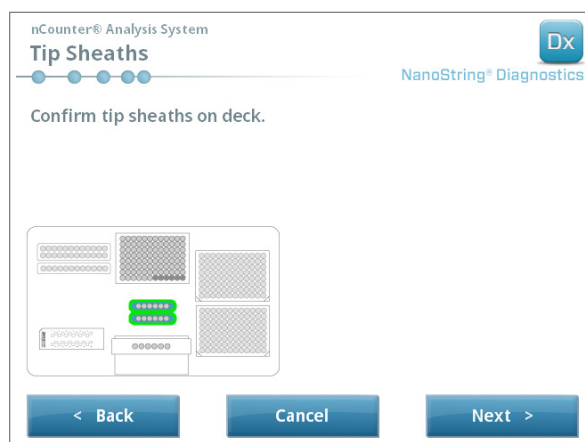 nCounter® Analysis System
Tip Sheaths
Dx
NanoString® Diagnostics
Confirm tip sheaths on deck.
< Back
Cancel
Next >